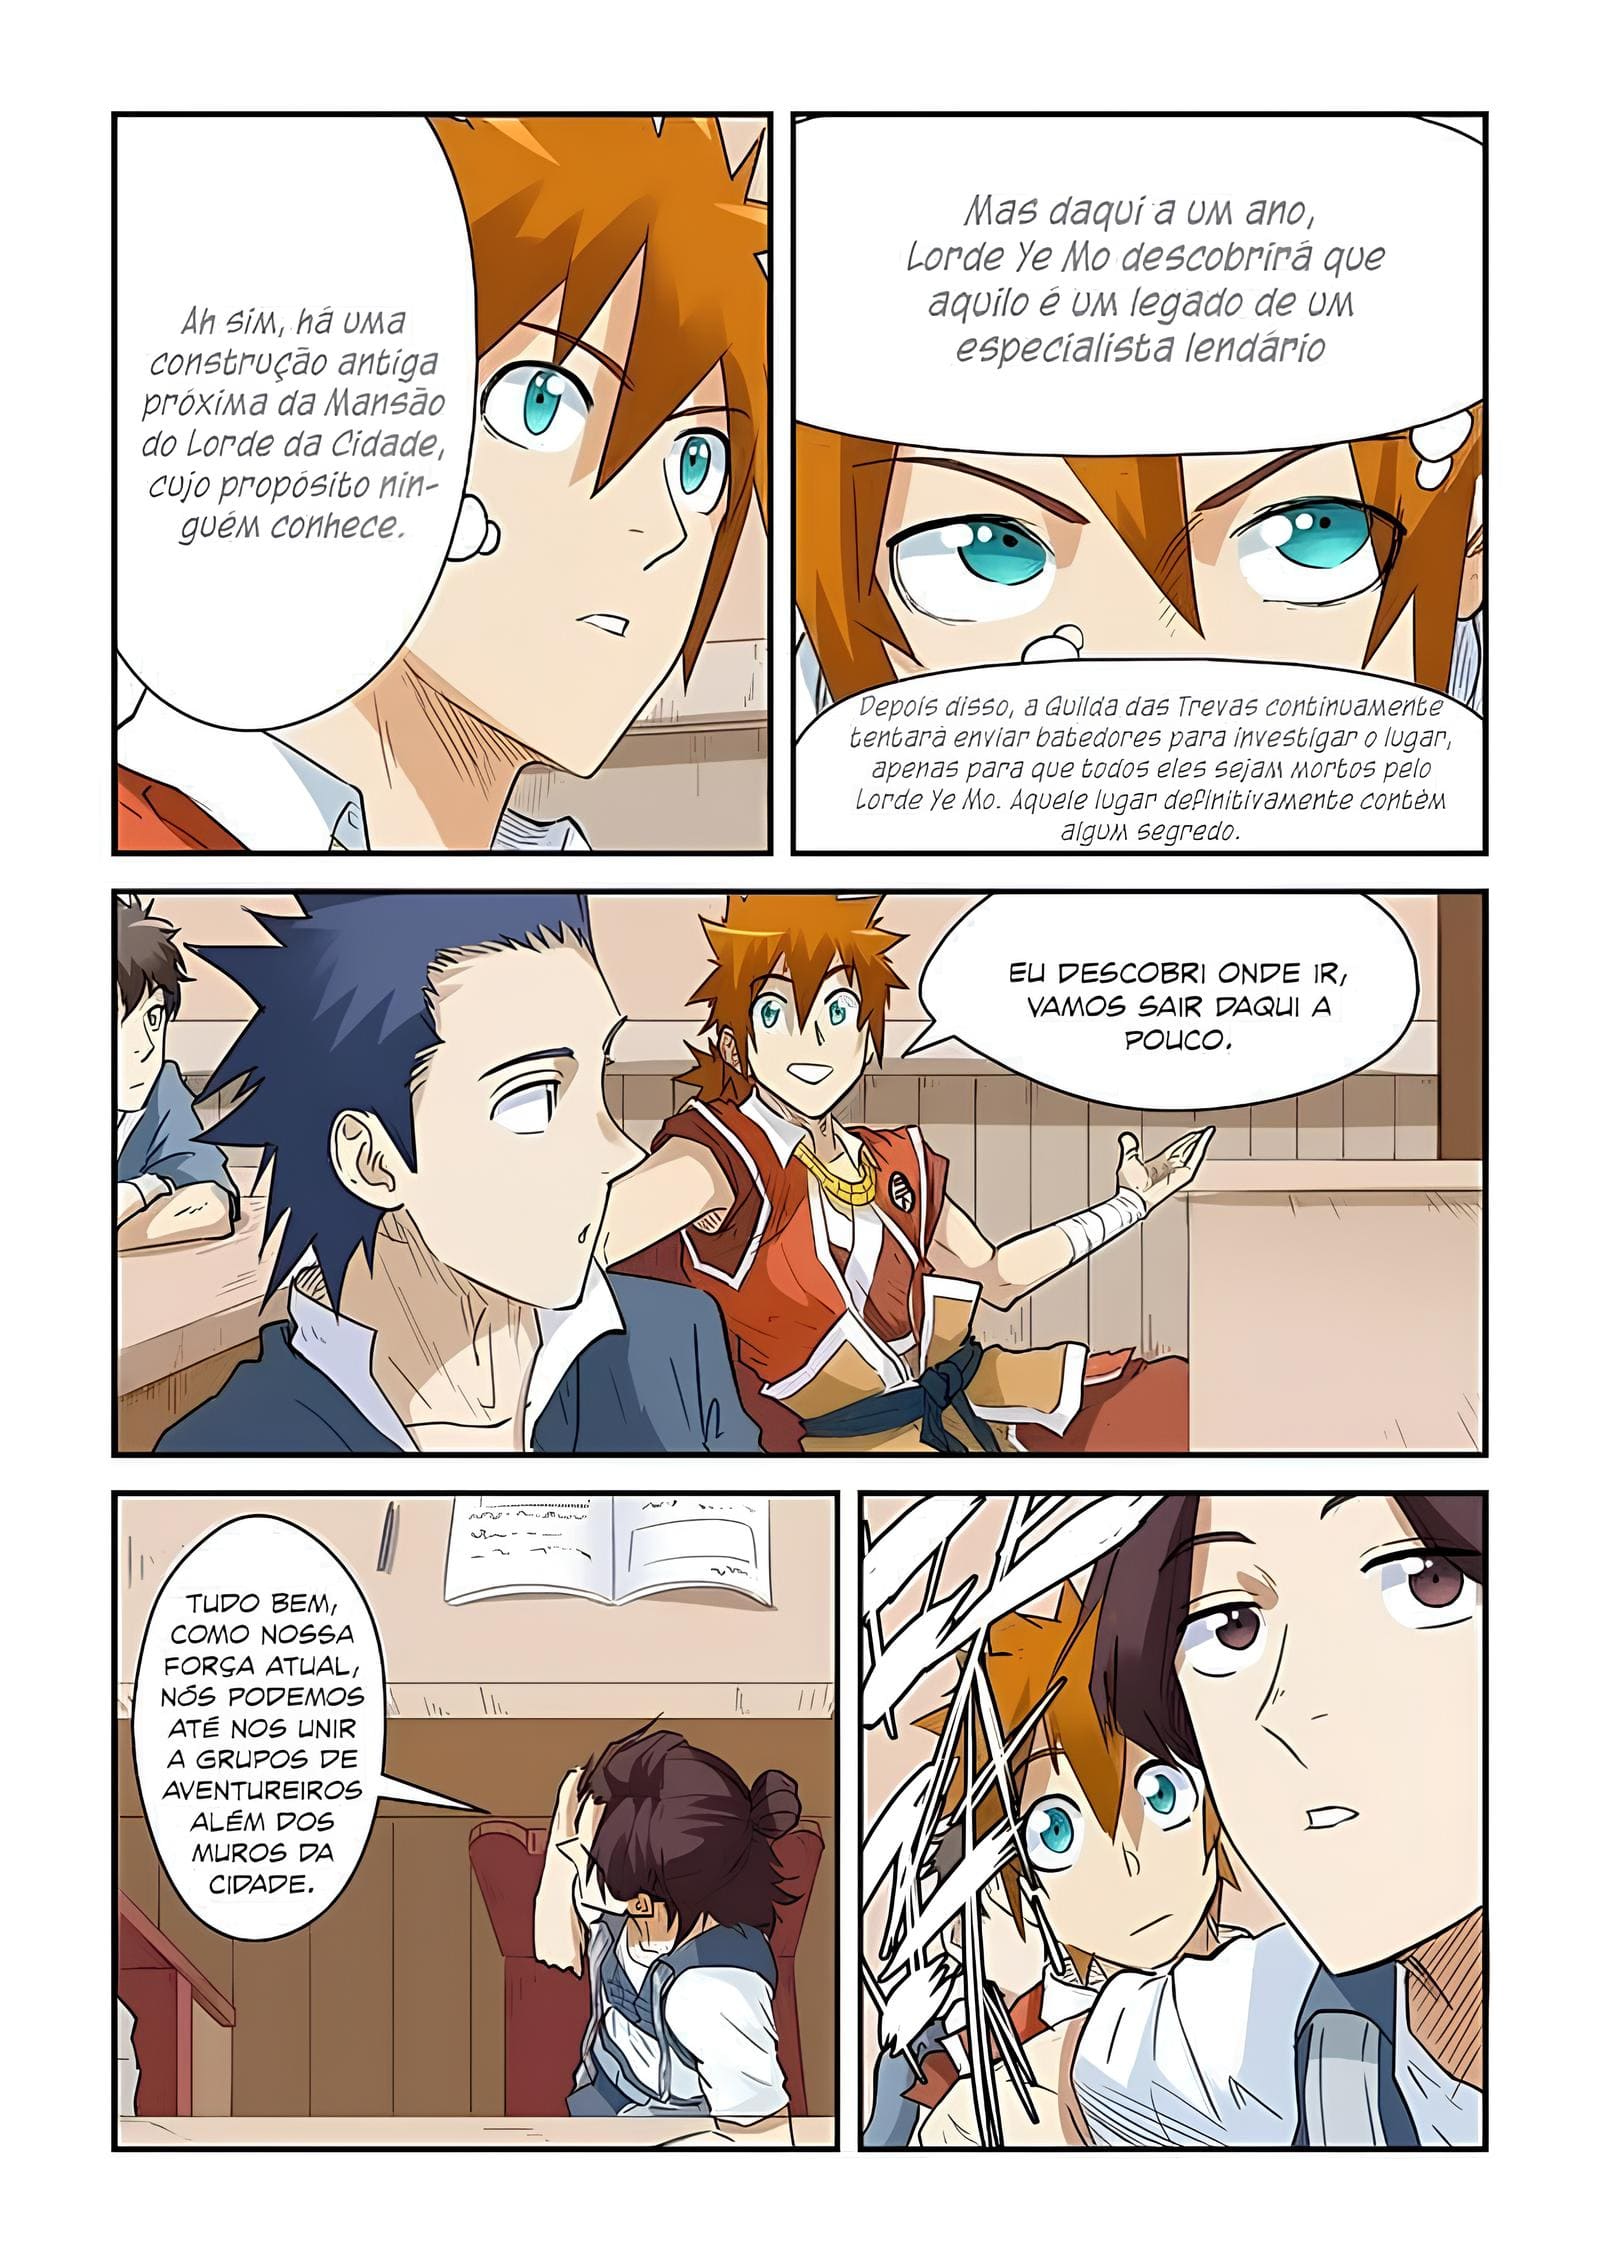 Ah sim, há uma
construção antiga
próxima da Mansão
do Lorde da Cidade,
cujo propósito nin-
guém conhece.
Mas daqui a um ano,
Lorde Ye Mo descobrirá que
aquilo é um legado de um
especialista lendário
Depois disso, a Guilda das Trevas continuamente
tentará enviar batedores para investigar o lugar,
apenas para que todos eles sejam mortos pelo
Lorde Ye Mo. Aquele lugar definitivamente contém
algum segredo.
EU DESCOBRI ONDE IR,
VAMOS SAIR DAQUI A
POUCO.
TUDO BEM,
COMO NOSSA
FORÇA ATUAL,
NÓS PODEMOS
ATÉ NOS UNIR
A GRUPOS DE
AVENTUREIROS
ALÉM DOS
MUROS DA
CIDADE.